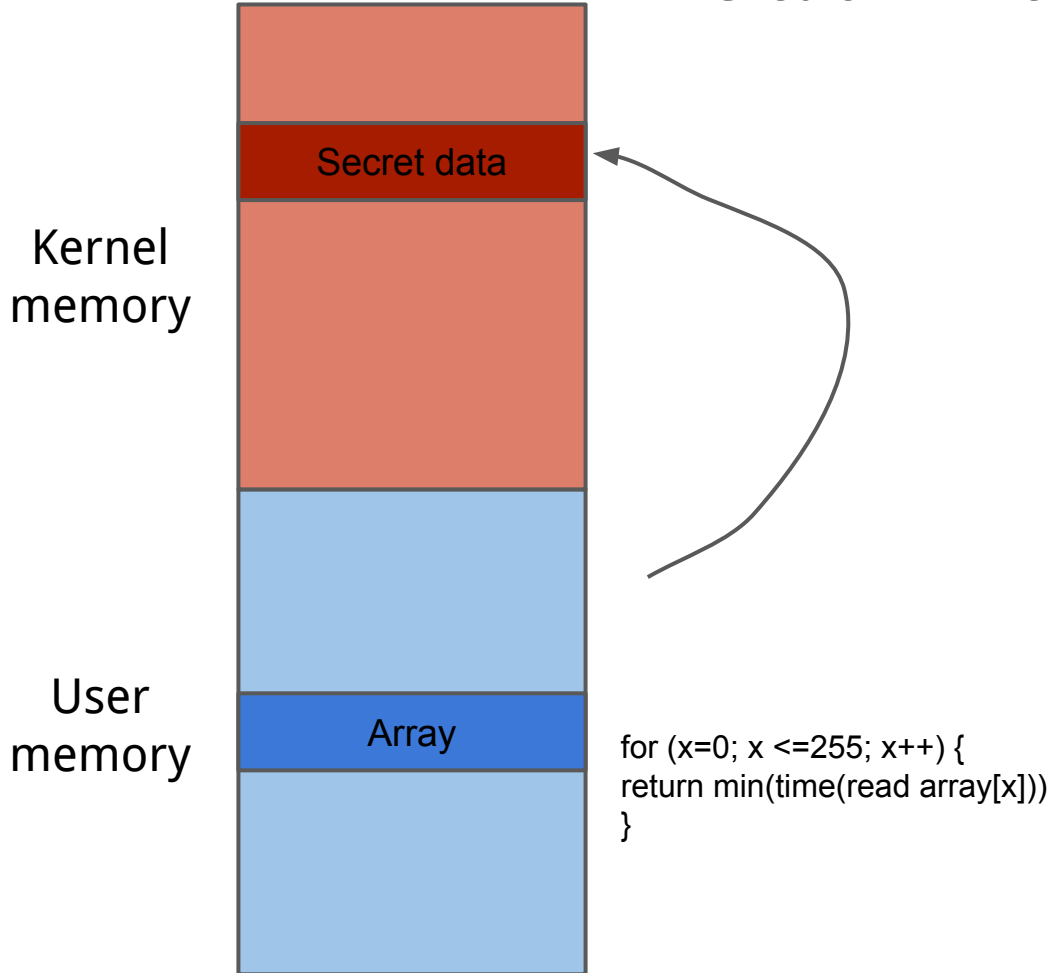 Secret data
Kernel
memory
User
memory
Array
for (x=0; x <=255; x++) {
return min(time(read array[x]))
}